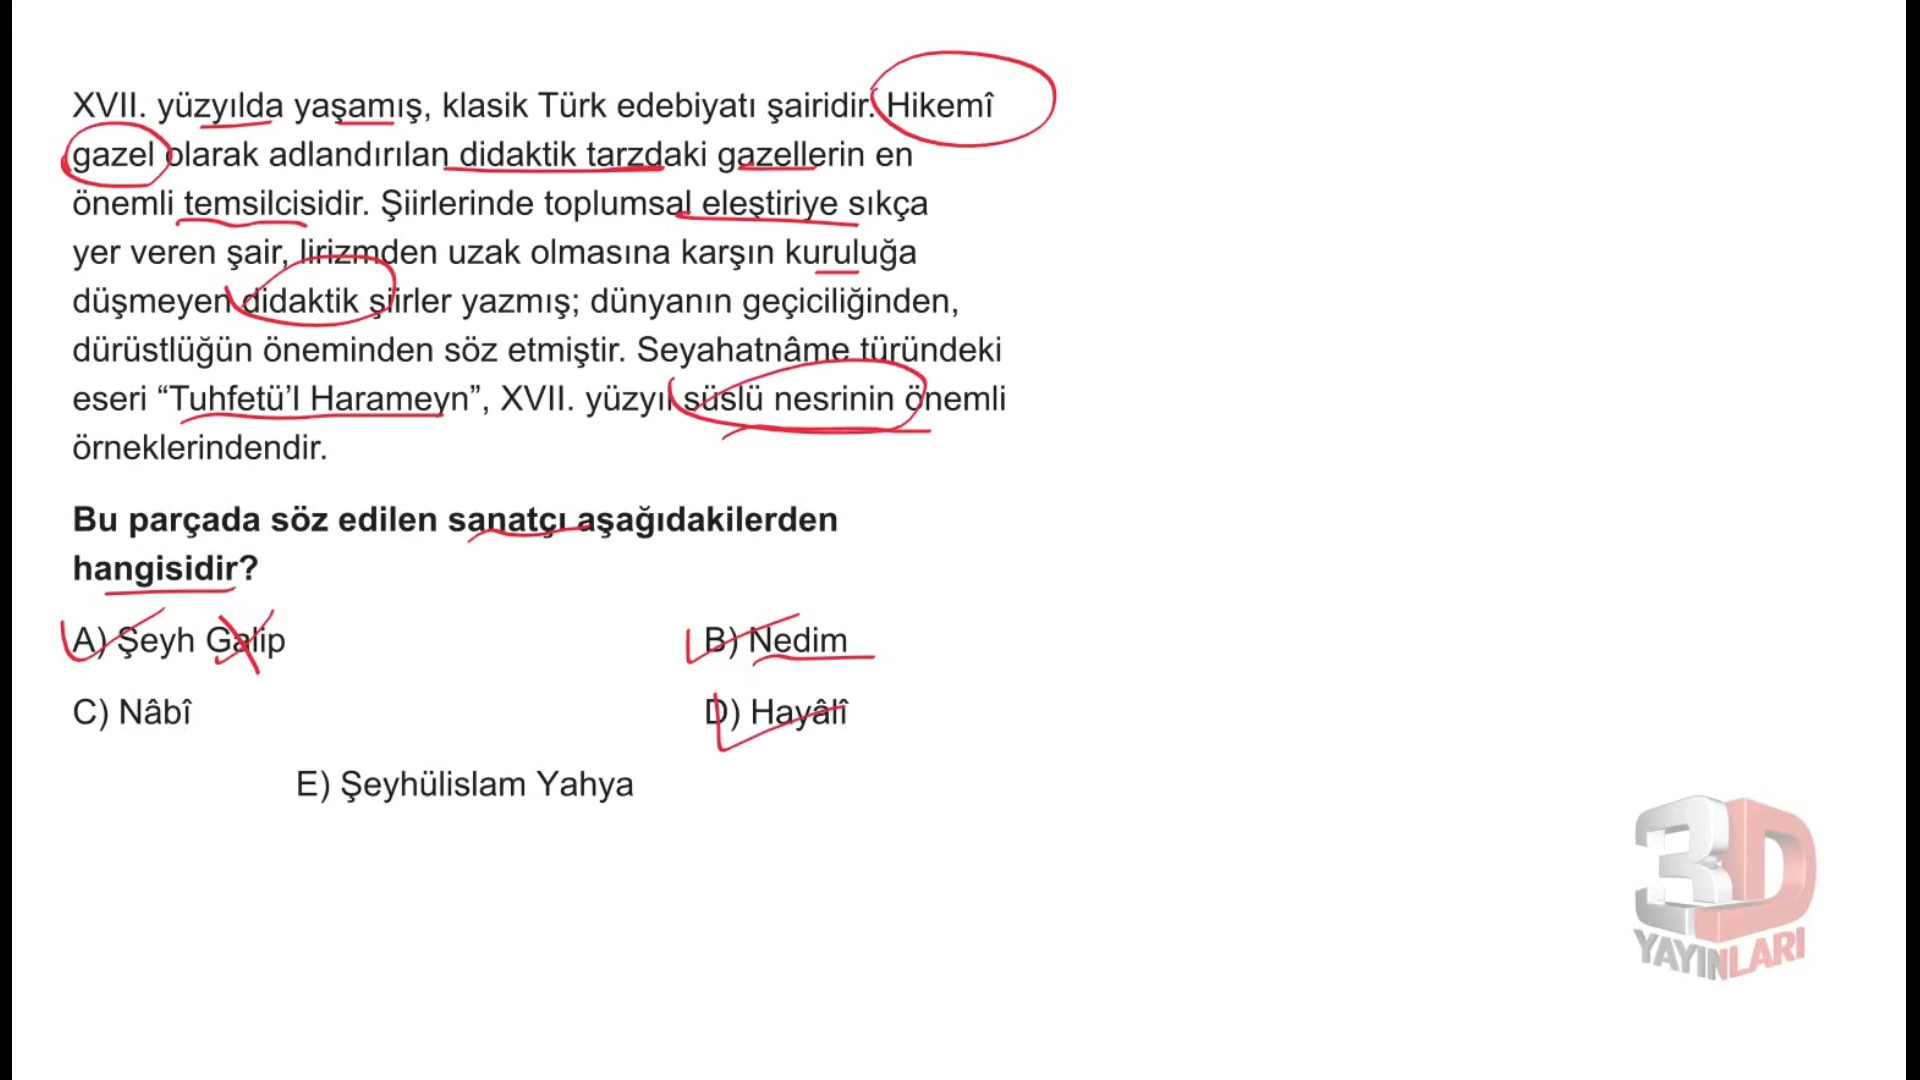 XVII. yüzyılda yaşamış, klasik Türk edebiyatı şairidir. Hikemî
gazel olarak adlandırılan didaktik tarzdaki gazellerin en
önemli temsilcisidir. Şiirlerinde toplumsal eleştiriye sıkça
yer veren şair, lirizmden uzak olmasına karşın kuruluğa
düşmeyen didaktik şiirler yazmış; dünyanın geçiciliğinden,
dürüstlüğün öneminden söz etmiştir. Seyahatnâme türündeki
eseri “Tuhfetü’l Harameyn”, XVII. yüzyıl süslü nesrinin önemli
örneklerindendir.
Bu parçada söz edilen sanatçı aşağıdakilerden
hangisidir?
A) Şeyh Galip
B) Nedim
C) Nâbî
D) Hayâlî
E) Şeyhülislam Yahya
3D
YAYINLARI